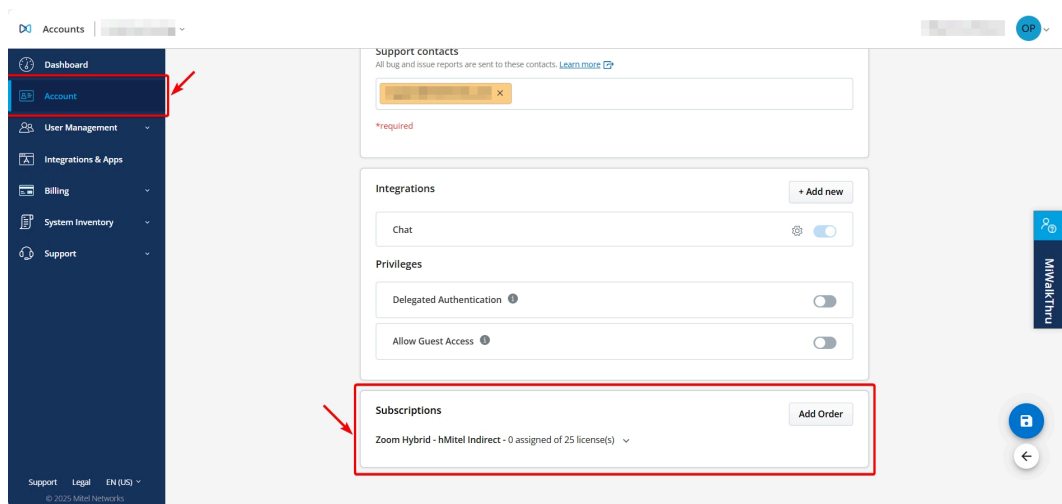 Accounts
OP
Dashboard
Account
User Management
Integrations & Apps
Billing
System Inventory
Support
Support contacts
All bug and issue reports are sent to these contacts. Learn more
*required
Integrations
+ Add new
Chat
Privileges
Delegated Authentication
Allow Guest Access
Subscriptions
Add Order
Zoom Hybrid - hMitel Indirect - 0 assigned of 25 license(s)
MiWalkThru
Support Legal EN (US)
© 2025 Mitel Networks